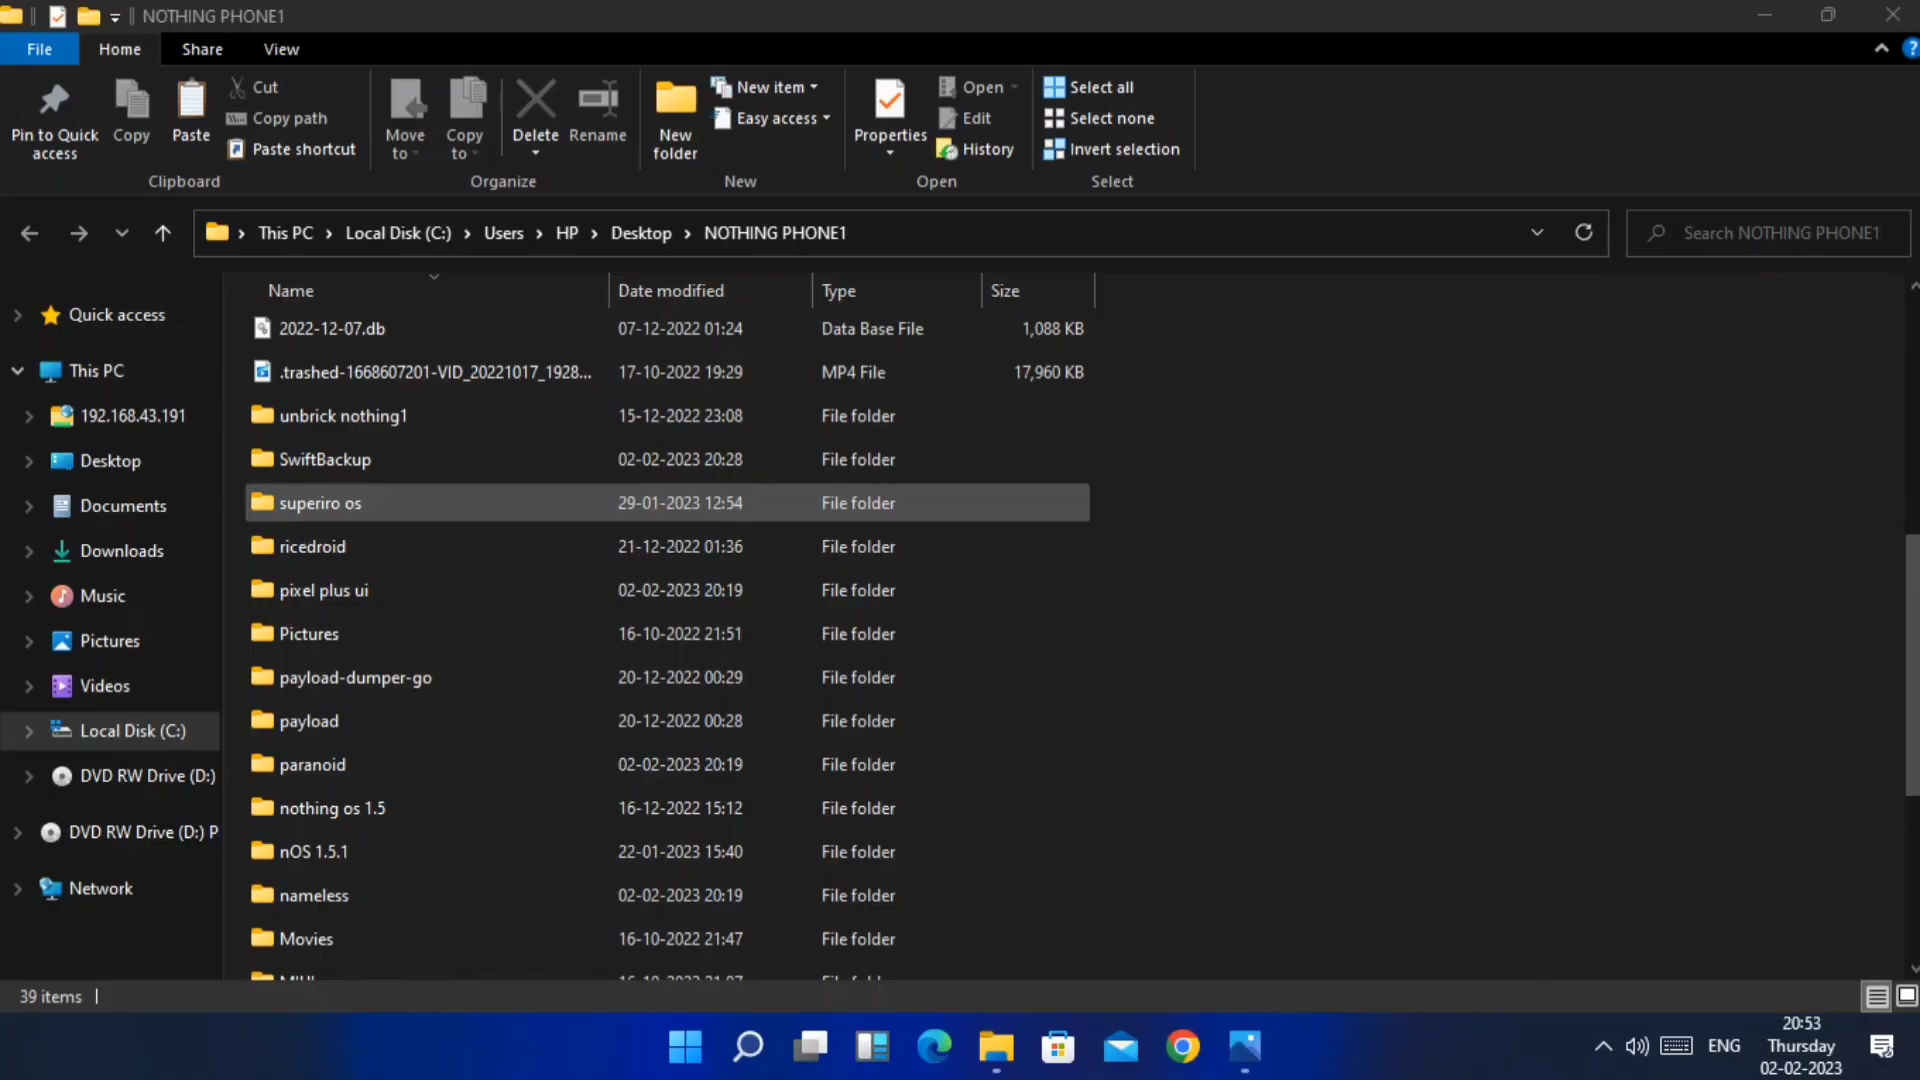 NOTHING PHONE1
File Home Share View
Pin to Quick access
Copy
Paste
Cut
Copy path
Paste shortcut
Clipboard
Move to
Copy to
Delete
Rename
Organize
New folder
New item
Easy access
New
Properties
Open
Edit
History
Open
Select all
Select none
Invert selection
Select
This PC > Local Disk (C:) > Users > HP > Desktop > NOTHING PHONE1
Search NOTHING PHONE1
Quick access
This PC
192.168.43.191
Desktop
Documents
Downloads
Music
Pictures
Videos
Local Disk (C:)
DVD RW Drive (D:)
DVD RW Drive (D:) P
Network
Name Date modified Type Size
2022-12-07.db 07-12-2022 01:24 Data Base File 1,088 KB
.trashed-1668607201-VID_20221017_1928... 17-10-2022 19:29 MP4 File 17,960 KB
unbrick nothing1 15-12-2022 23:08 File folder
SwiftBackup 02-02-2023 20:28 File folder
superiro os 29-01-2023 12:54 File folder
ricedroid 21-12-2022 01:36 File folder
pixel plus ui 02-02-2023 20:19 File folder
Pictures 16-10-2022 21:51 File folder
payload-dumper-go 20-12-2022 00:29 File folder
payload 20-12-2022 00:28 File folder
paranoid 02-02-2023 20:19 File folder
nothing os 1.5 16-12-2022 15:12 File folder
nOS 1.5.1 22-01-2023 15:40 File folder
nameless 02-02-2023 20:19 File folder
Movies 16-10-2022 21:47 File folder
39 items
ENG
20:53
Thursday
02-02-2023